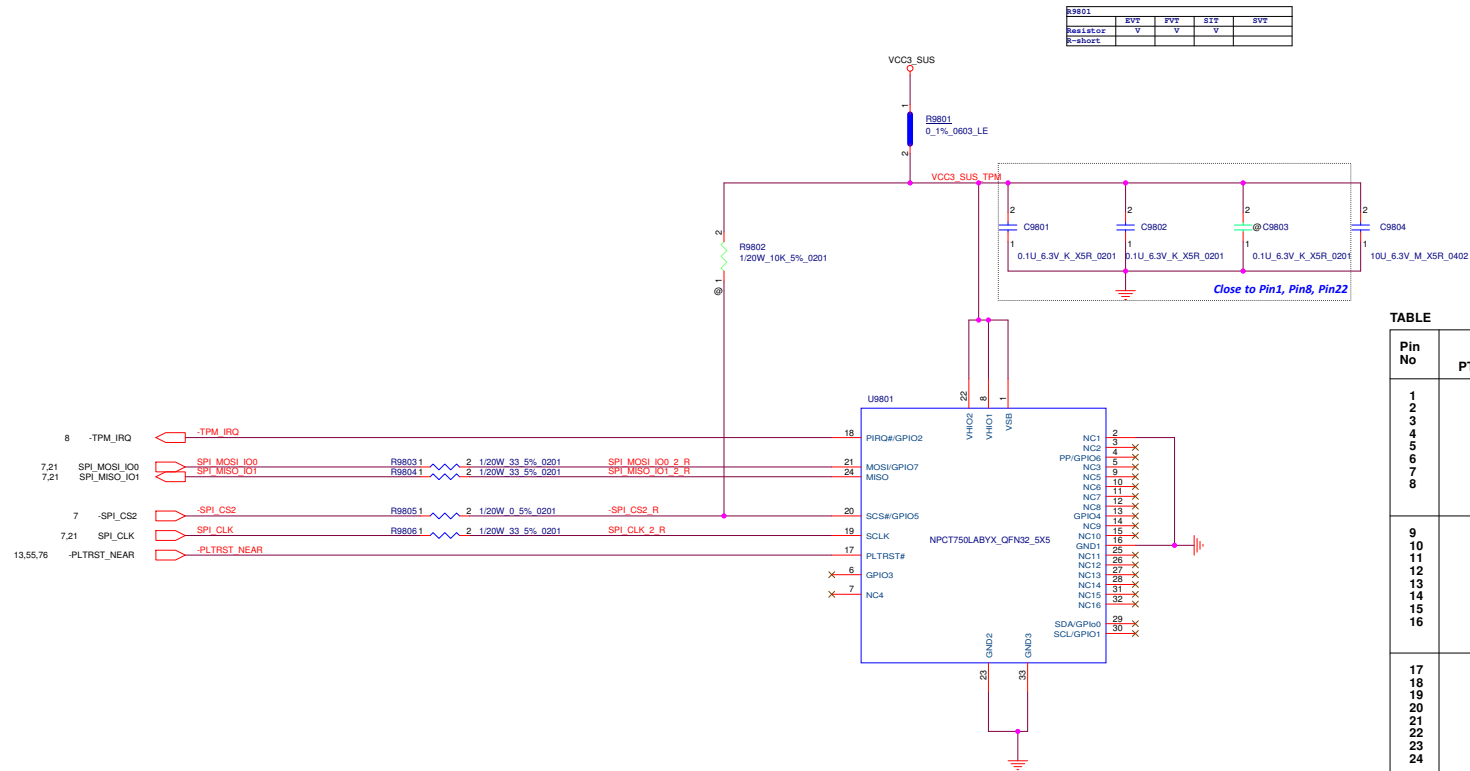 R9801
EVT FVT SIT SVT
Resistor V V V
R-short
VCC3_SUS
1
R9801
0_1%_0603_LE
2
VCC3_SUS_TPM
2 2 2 2
C9801 C9802 @ C9803 C9804
1 1 1 1
0.1U_6.3V_K_X5R_0201 0.1U_6.3V_K_X5R_0201 0.1U_6.3V_K_X5R_0201 10U_6.3V_M_X5R_0402
Close to Pin1, Pin8, Pin22
2
R9802
1/20W_10K_5%_0201
1
@
TABLE
Pin No PT
1
2
3
4
5
6
7
8
9
10
11
12
13
14
15
16
17
18
19
20
21
22
23
24
U9801
22 8 1
VHIO2 VHIO1 VSB
8 -TPM_IRQ -TPM_IRQ 18 PIRQ#/GPIO2
7,21 SPI_MOSI_IO0 SPI_MOSI_IO0 R9803 1 2 1/20W_33_5%_0201 SPI_MOSI_IO0_2_R 21 MOSI/GPIO7
7,21 SPI_MISO_IO1 SPI_MISO_IO1 R9804 1 2 1/20W_33_5%_0201 SPI_MISO_IO1_2_R 24 MISO
7 -SPI_CS2 -SPI_CS2 R9805 1 2 1/20W_0_5%_0201 -SPI_CS2_R 20 SCS#/GPIO5
7,21 SPI_CLK SPI_CLK R9806 1 2 1/20W_33_5%_0201 SPI_CLK_2_R 19 SCLK
13,55,76 -PLTRST_NEAR -PLTRST_NEAR 17 PLTRST#
6 GPIO3
7 NC4
NPCT750LABYX_QFN32_5X5
NC1 2
NC2 3
PP/GPIO6 4
NC3 5
NC5 9
NC6 10
NC7 11
NC8 12
GPIO4 13
NC9 14
NC10 15
GND1 16
NC11 25
NC12 26
NC13 27
NC14 28
NC15 31
NC16 32
SDA/GPIo0 29
SCL/GPIO1 30
GND2 GND3
23 33